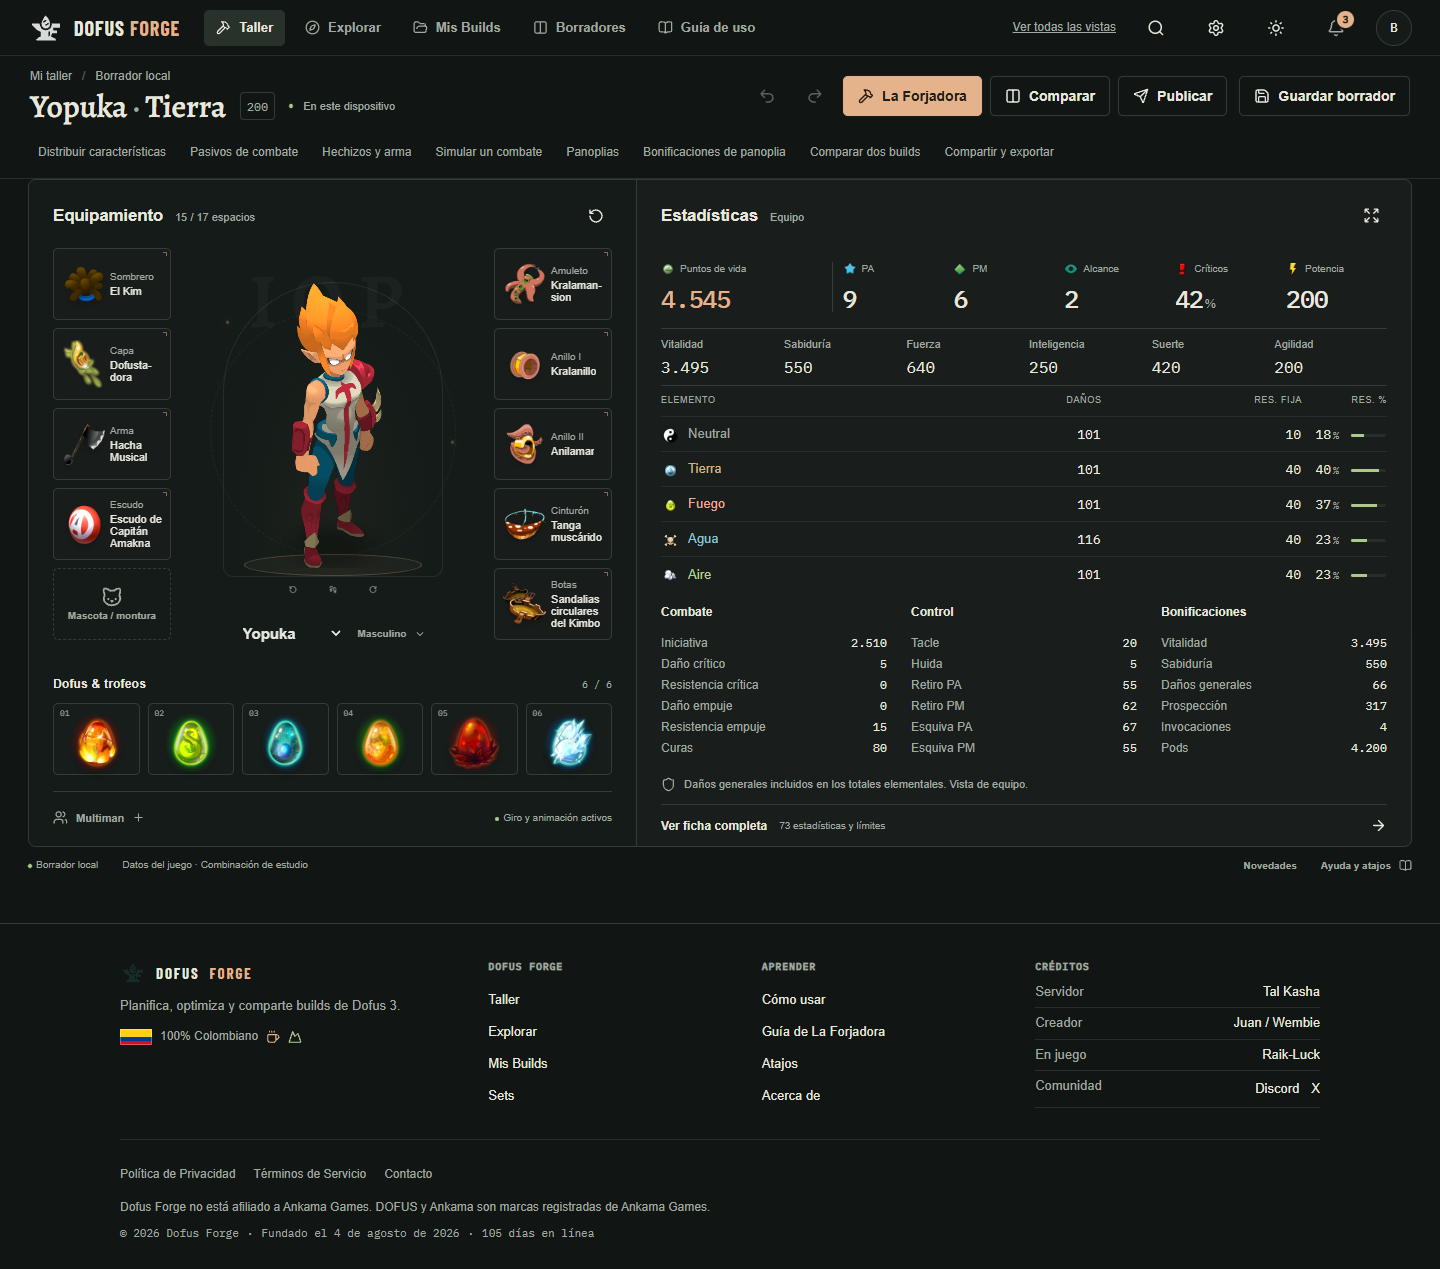 DOFUS FORGE
Taller
Explorar
Mis Builds
Borradores
Guía de uso
Ver todas las vistas
3
B
Mi taller / Borrador local
Yopuka · Tierra
200
• En este dispositivo
La Forjadora
Comparar
Publicar
Guardar borrador
Distribuir características
Pasivos de combate
Hechizos y arma
Simular un combate
Panoplias
Bonificaciones de panoplia
Comparar dos builds
Compartir y exportar
Equipamiento
15 / 17 espacios
IOP
Sombrero
El Kim
Capa
Dofusta-
dora
Arma
Hacha
Musical
Escudo
Escudo de
Capitán
Amakna
Mascota / montura
Amuleto
Kralaman-
sion
Anillo I
Kralanillo
Anillo II
Anilamar
Cinturón
Tanga
muscárido
Botas
Sandalias
circulares
del Kimbo
Yopuka
Masculino
Dofus & trofeos
6 / 6
01
02
03
04
05
06
Multiman +
Giro y animación activos
Estadísticas
Equipo
Puntos de vida
4.545
PA
9
PM
6
Alcance
2
Críticos
42%
Potencia
200
Vitalidad
3.495
Sabiduría
550
Fuerza
640
Inteligencia
250
Suerte
420
Agilidad
200
ELEMENTO DAÑOS RES. FIJA RES. %
Neutral 101 10 18%
Tierra 101 40 40%
Fuego 101 40 37%
Agua 116 40 23%
Aire 101 40 23%
Combate
Iniciativa 2.510
Daño crítico 5
Resistencia crítica 0
Daño empuje 0
Resistencia empuje 15
Curas 80
Control
Tacle 20
Huida 5
Retiro PA 55
Retiro PM 62
Esquiva PA 67
Esquiva PM 55
Bonificaciones
Vitalidad 3.495
Sabiduría 550
Daños generales 66
Prospección 317
Invocaciones 4
Pods 4.200
Daños generales incluidos en los totales elementales. Vista de equipo.
Ver ficha completa
73 estadísticas y límites
Borrador local
Datos del juego · Combinación de estudio
Novedades
Ayuda y atajos
DOFUS FORGE
Planifica, optimiza y comparte builds de Dofus 3.
100% Colombiano
DOFUS FORGE
Taller
Explorar
Mis Builds
Sets
APRENDER
Cómo usar
Guía de La Forjadora
Atajos
Acerca de
CRÉDITOS
Servidor Tal Kasha
Creador Juan / Wembie
En juego Raik-Luck
Comunidad Discord X
Política de Privacidad
Términos de Servicio
Contacto
Dofus Forge no está afiliado a Ankama Games. DOFUS y Ankama son marcas registradas de Ankama Games.
© 2026 Dofus Forge · Fundado el 4 de agosto de 2026 · 105 días en línea